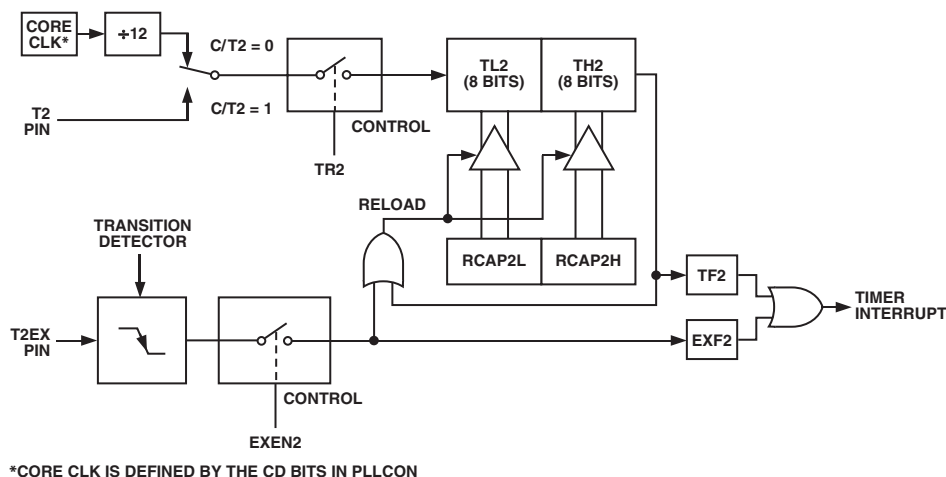 CORE
CLK*
÷12
C/T2 = 0
C/T2 = 1
T2
PIN
CONTROL
TR2
TL2
(8 BITS)
TH2
(8 BITS)
RELOAD
TRANSITION
DETECTOR
RCAP2L
RCAP2H
TF2
TIMER
INTERRUPT
T2EX
PIN
EXF2
CONTROL
EXEN2
*CORE CLK IS DEFINED BY THE CD BITS IN PLLCON